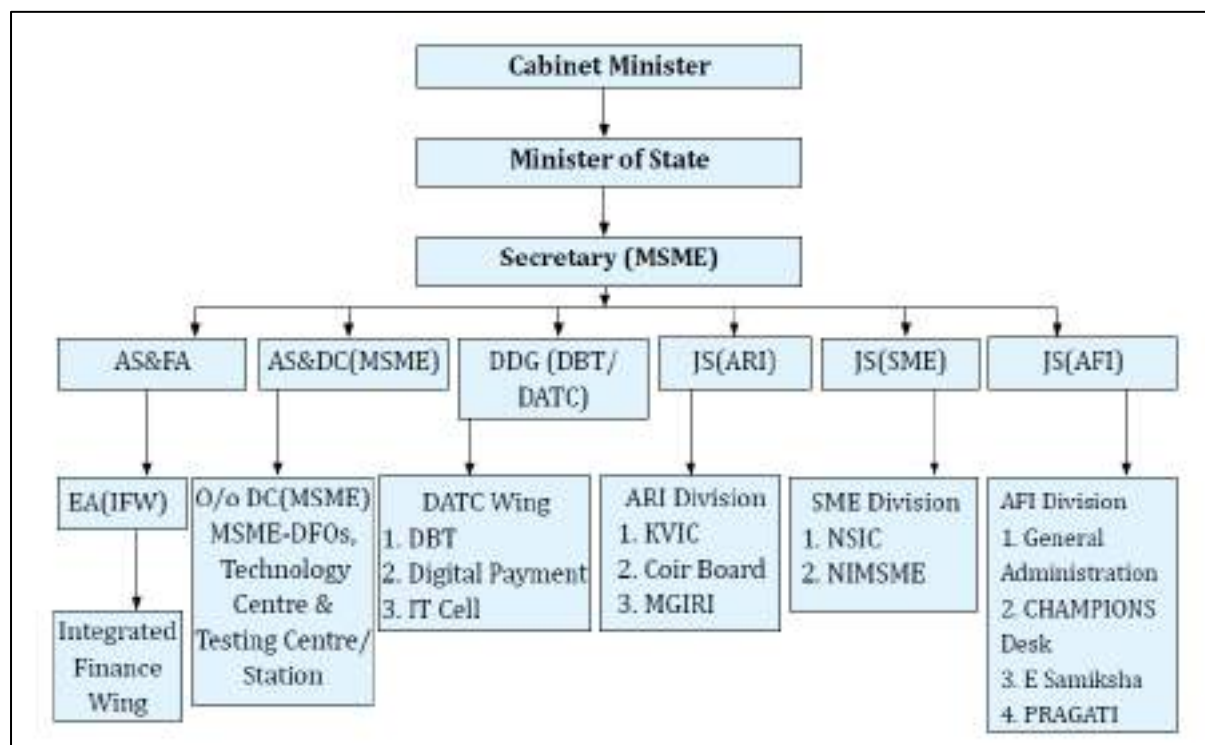 Cabinet Minister
Minister of State
Secretary (MSME)
AS&FA
AS&DC(MSME)
DDG (DBT/
DATC)
JS(ARI)
JS(SME)
JS(AFI)
EA(IFW)
Integrated
Finance
Wing
O/o DC(MSME)
MSME-DFOs,
Technology
Centre &
Testing Centre/
Station
DATC Wing
1. DBT
2. Digital Payment
3. IT Cell
ARI Division
1. KVIC
2. Coir Board
3. MGIRI
SME Division
1. NSIC
2. NIMSME
AFI Division
1. General
Administration
2. CHAMPIONS
Desk
3. E Samiksha
4. PRAGATI